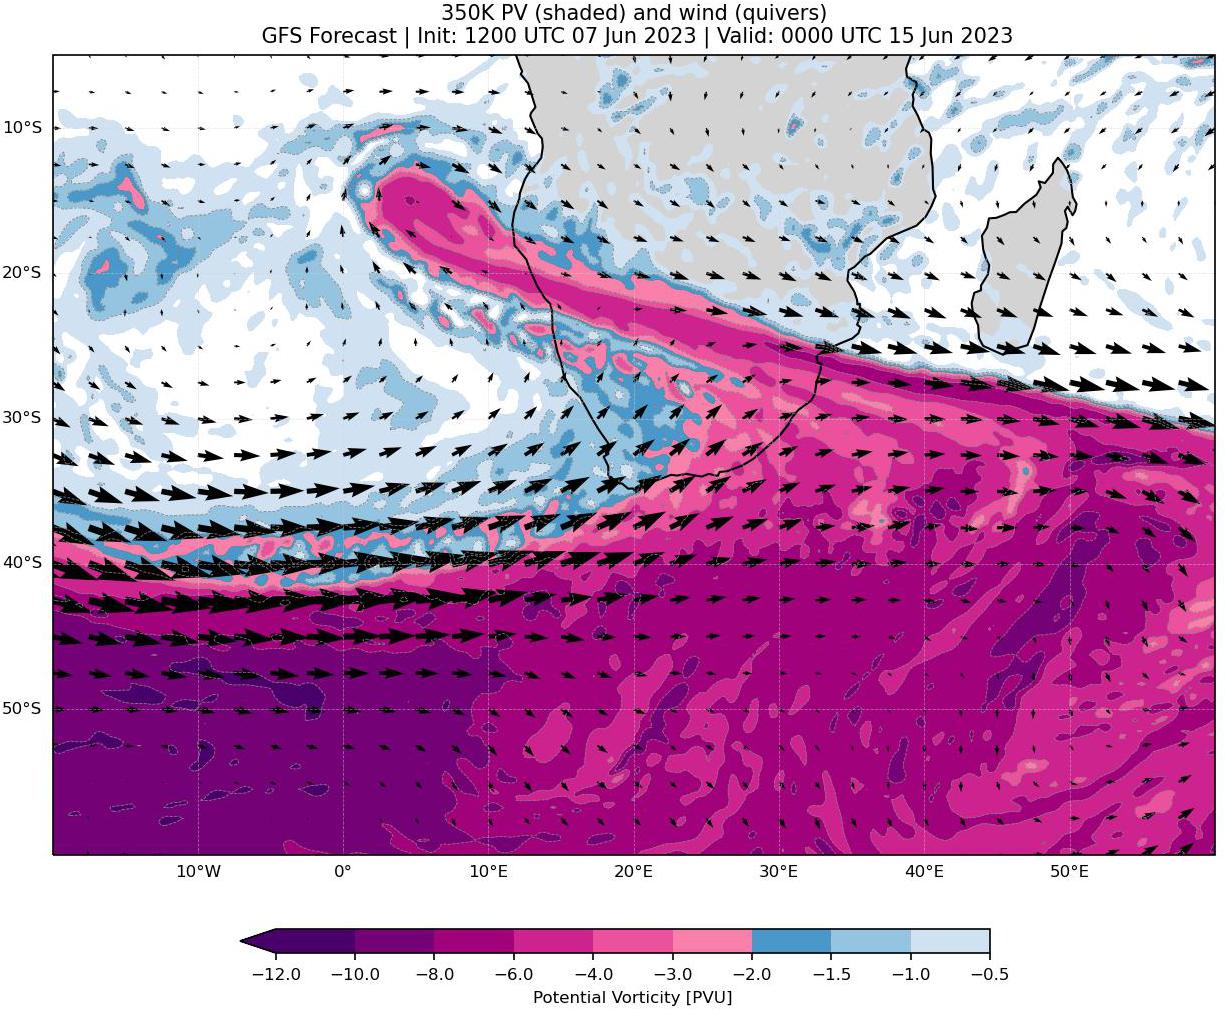 350K PV (shaded) and wind (quivers)
GFS Forecast | Init: 1200 UTC 07 Jun 2023 | Valid: 0000 UTC 15 Jun 2023
10°S
20°S
30°S
40°S
50°S
10°W 0° 10°E 20°E 30°E 40°E 50°E
−12.0 −10.0 −8.0 −6.0 −4.0 −3.0 −2.0 −1.5 −1.0 −0.5
Potential Vorticity [PVU]